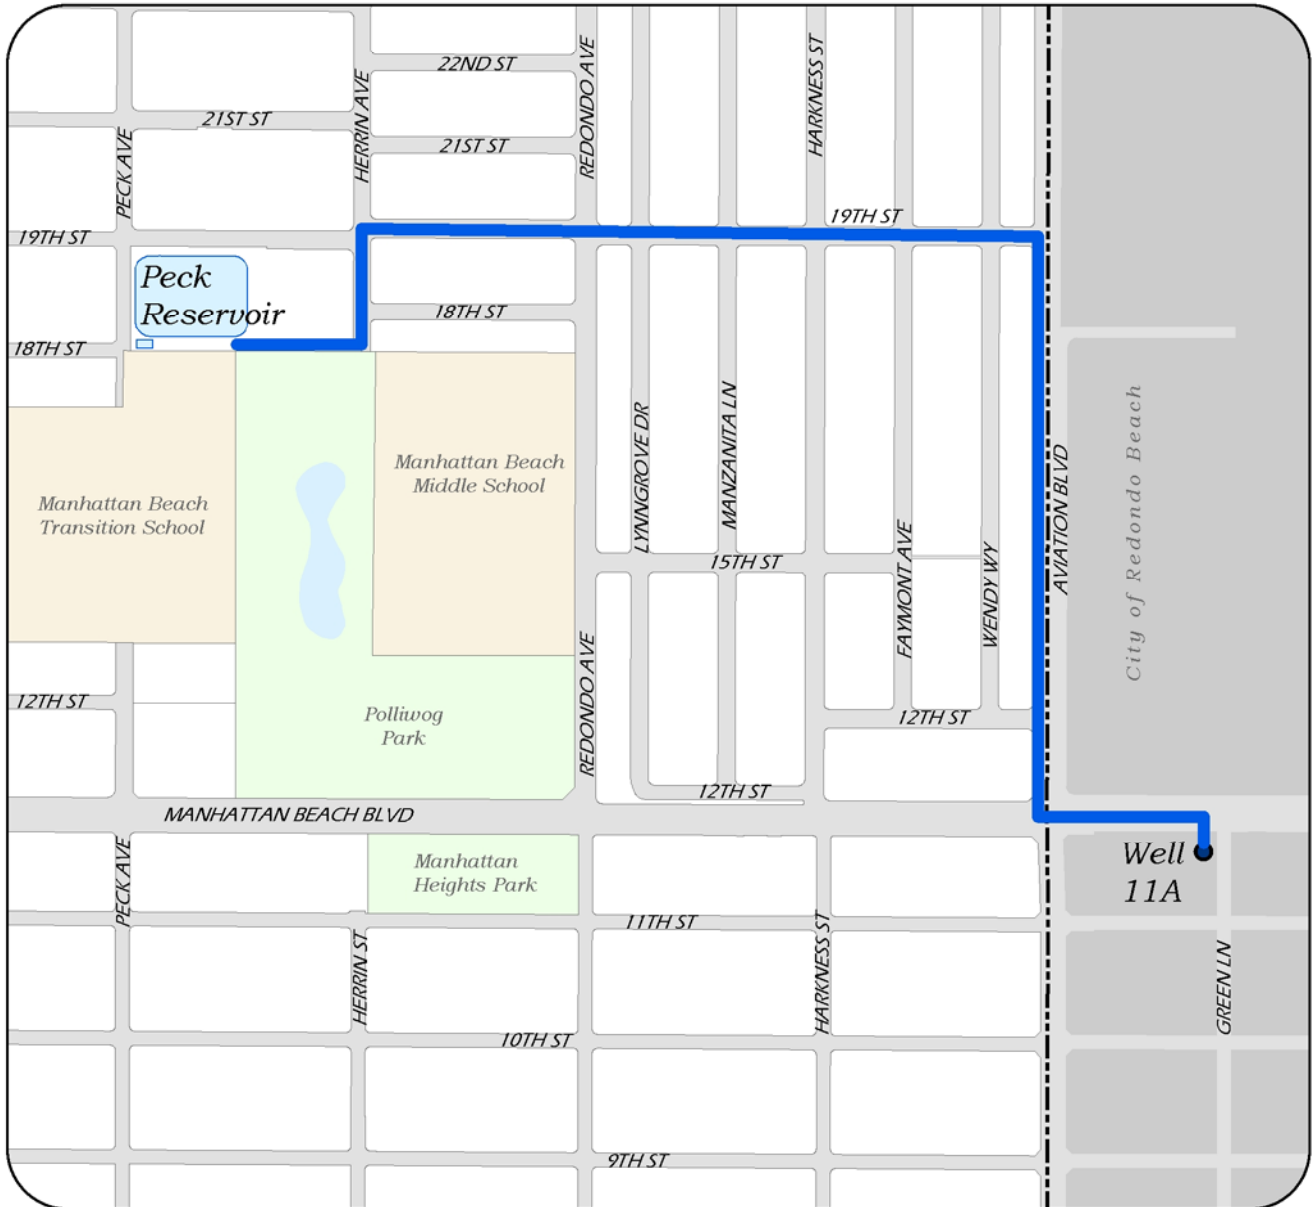 22ND ST
REDONDO AVE
HARKNESS ST
HERRIN AVE
21ST ST
PECK AVE
21ST ST
19TH ST
19TH ST
Peck
Reservoir
18TH ST
18TH ST
LYNNGROVE DR
MANZANITA LN
City of Redondo Beach
AVIATION BLVD
Manhattan Beach
Middle School
Manhattan Beach
Transition School
15TH ST
FAYMONT AVE
WENDY WY
REDONDO AVE
12TH ST
Polliwog
Park
12TH ST
12TH ST
MANHATTAN BEACH BLVD
PECK AVE
Manhattan
Heights Park
Well
11A
11TH ST
HERRIN ST
HARKNESS ST
GREEN LN
10TH ST
9TH ST